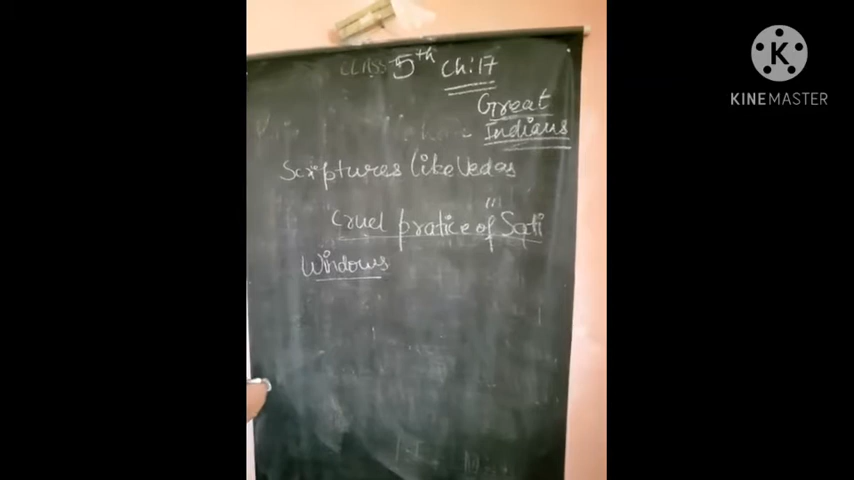 class 5th Ch:17
Great
Indians
Scriptures like Vedas
Cruel pratice of Sati
Windows
KINEMASTER